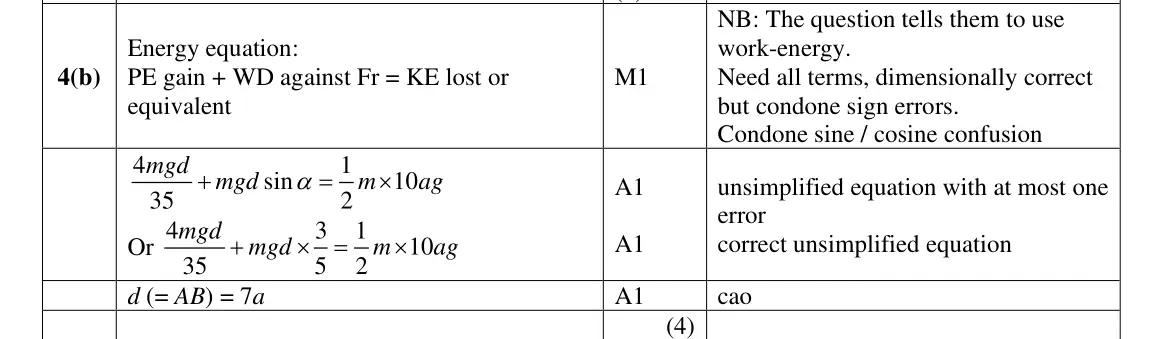 NB: The question tells them to use
work-energy.
Need all terms, dimensionally correct
but condone sign errors.
Condone sine / cosine confusion
4(b)
Energy equation:
PE gain + WD against Fr = KE lost or
equivalent
M1
4mgd/35 + mgd sin α = 1/2 m×10ag
A1
unsimplified equation with at most one
error
Or 4mgd/35 + mgd × 3/5 = 1/2 m×10ag
A1
correct unsimplified equation
d (= AB) = 7a
A1
cao
(4)